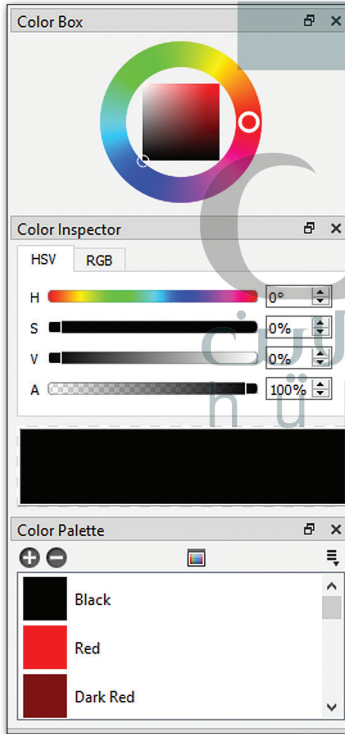 Color Box
Color Inspector
HSV RGB
H 0°
S 0%
V 0%
A 100%
Color Palette
Black
Red
Dark Red